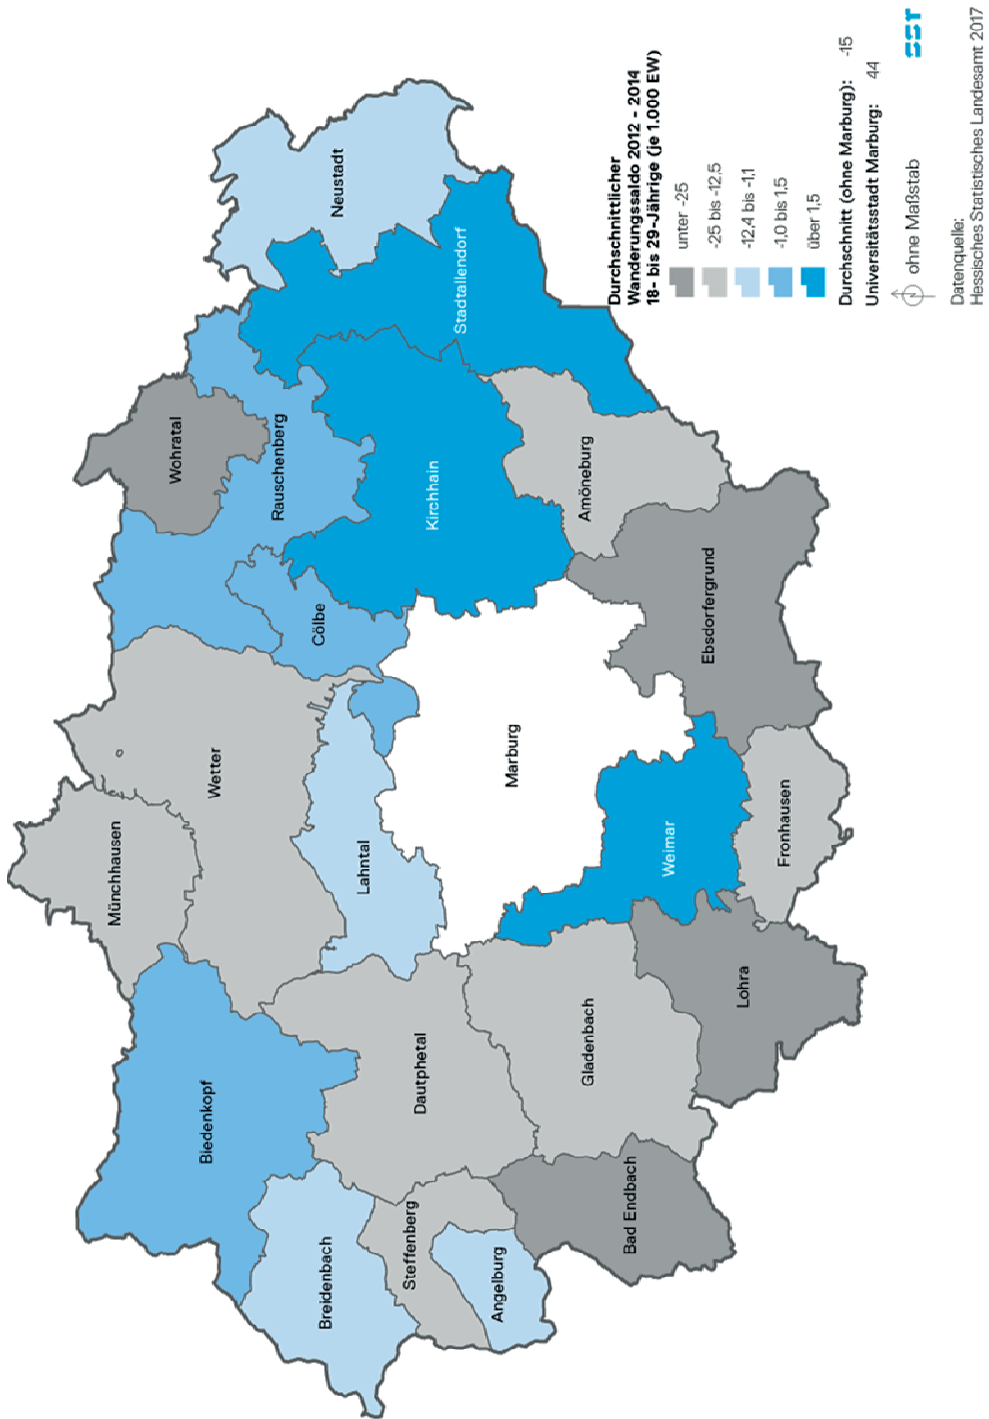 Münchhausen
Wetter
Wohratal
Rauschenberg
Neustadt
Biedenkopf
Lahntal
Cölbe
Kirchhain
Stadtallendorf
Breidenbach
Dautphetal
Steffenberg
Angelburg
Marburg
Amöneburg
Gladenbach
Weimar
Ebsdorfergrund
Bad Endbach
Lohra
Fronhausen
Durchschnittlicher
Wanderungssaldo 2012 - 2014
18- bis 29-Jährige (je 1.000 EW)
unter -25
-25 bis -12,5
-12,4 bis -1,1
-1,0 bis 1,5
über 1,5
Durchschnitt (ohne Marburg): -15
Universitätsstadt Marburg: 44
ohne Maßstab
SST
Datenquelle:
Hessisches Statistisches Landesamt 2017